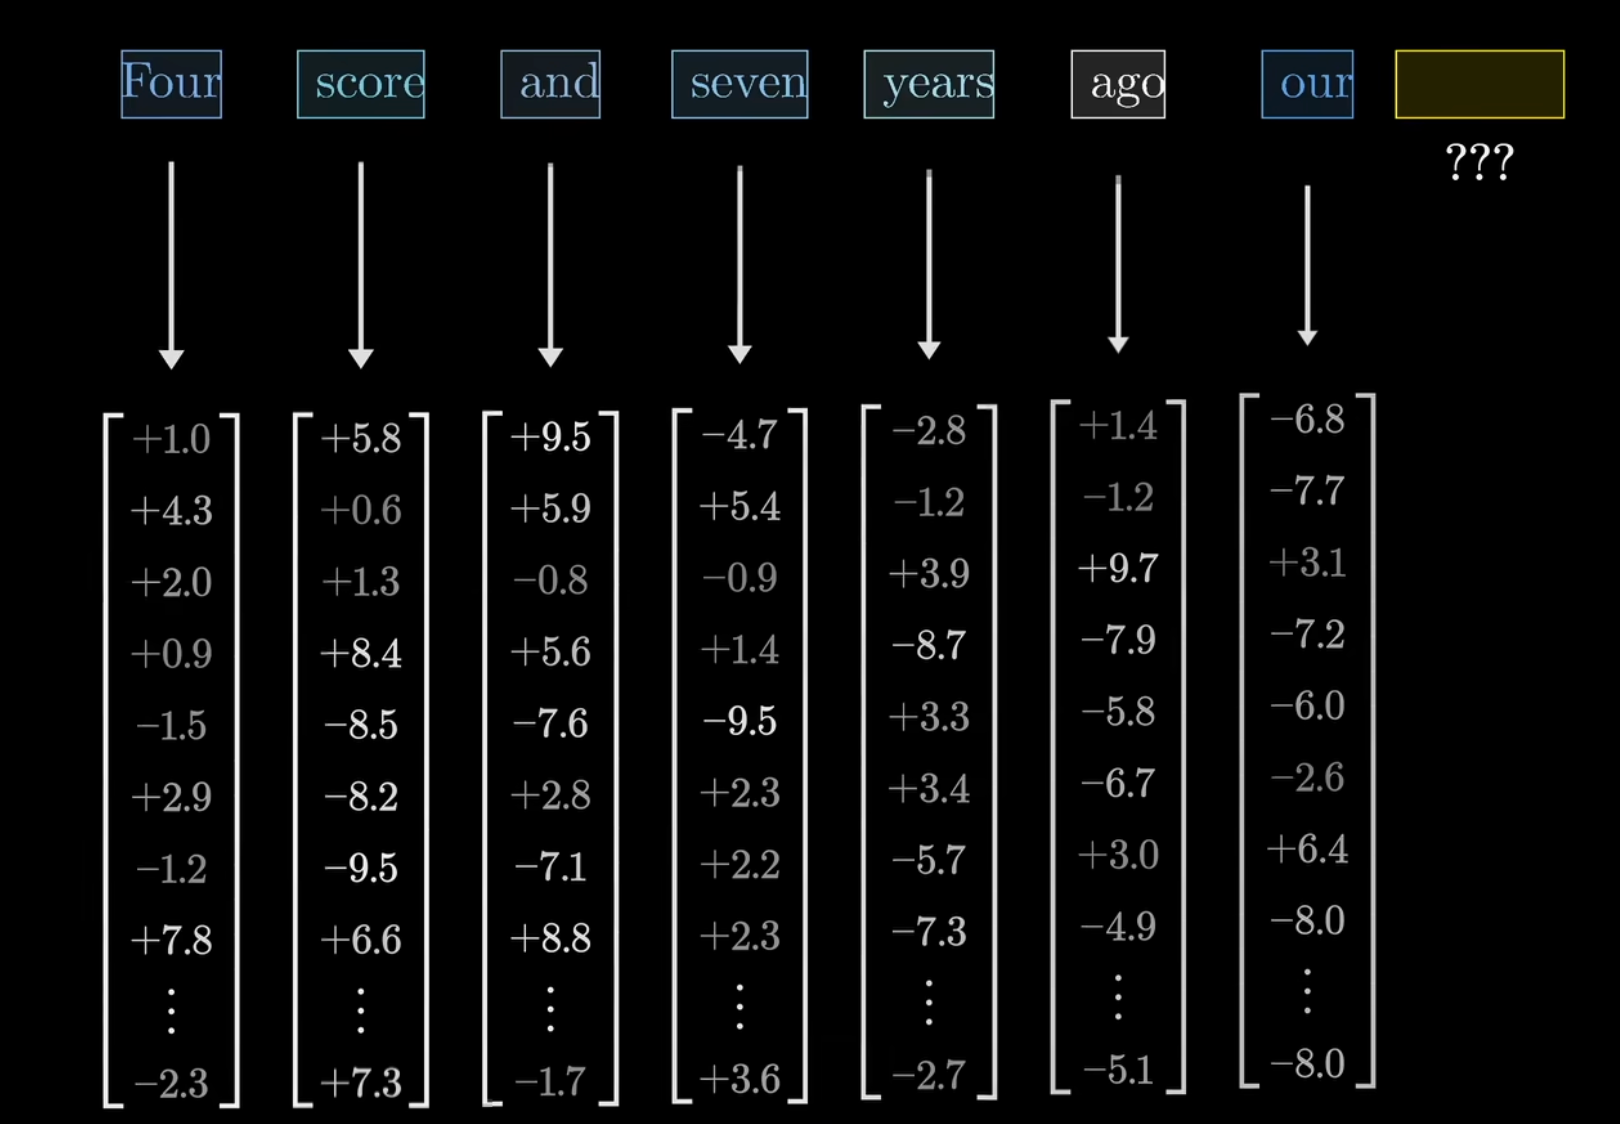 Four score and seven years ago our
???
+1.0 +5.8 +9.5 −4.7 −2.8 +1.4 −6.8
+4.3 +0.6 +5.9 +5.4 −1.2 −1.2 −7.7
+2.0 +1.3 −0.8 −0.9 +3.9 +9.7 +3.1
+0.9 +8.4 +5.6 +1.4 −8.7 −7.9 −7.2
−1.5 −8.5 −7.6 −9.5 +3.3 −5.8 −6.0
+2.9 −8.2 +2.8 +2.3 +3.4 −6.7 −2.6
−1.2 −9.5 −7.1 +2.2 −5.7 +3.0 +6.4
+7.8 +6.6 +8.8 +2.3 −7.3 −4.9 −8.0
⋮ ⋮ ⋮ ⋮ ⋮ ⋮ ⋮
−2.3 +7.3 −1.7 +3.6 −2.7 −5.1 −8.0